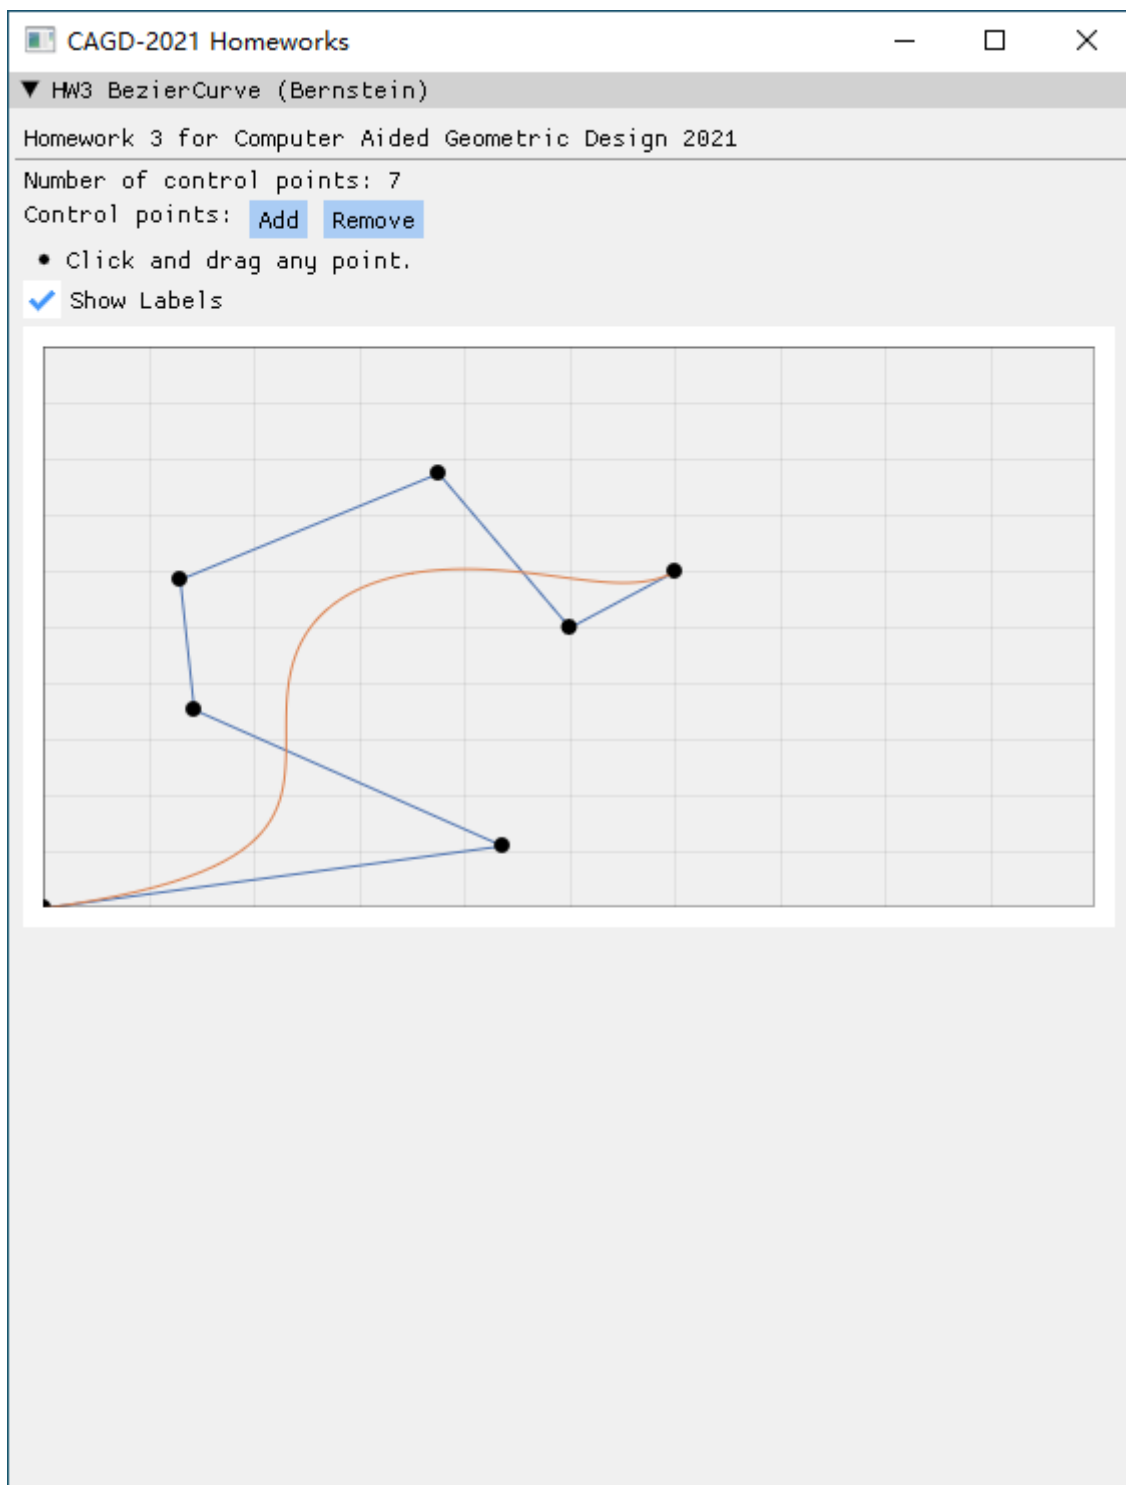 CAGD-2021 Homeworks
HW3 BezierCurve (Bernstein)
Homework 3 for Computer Aided Geometric Design 2021
Number of control points: 7
Control points: Add Remove
Click and drag any point.
Show Labels